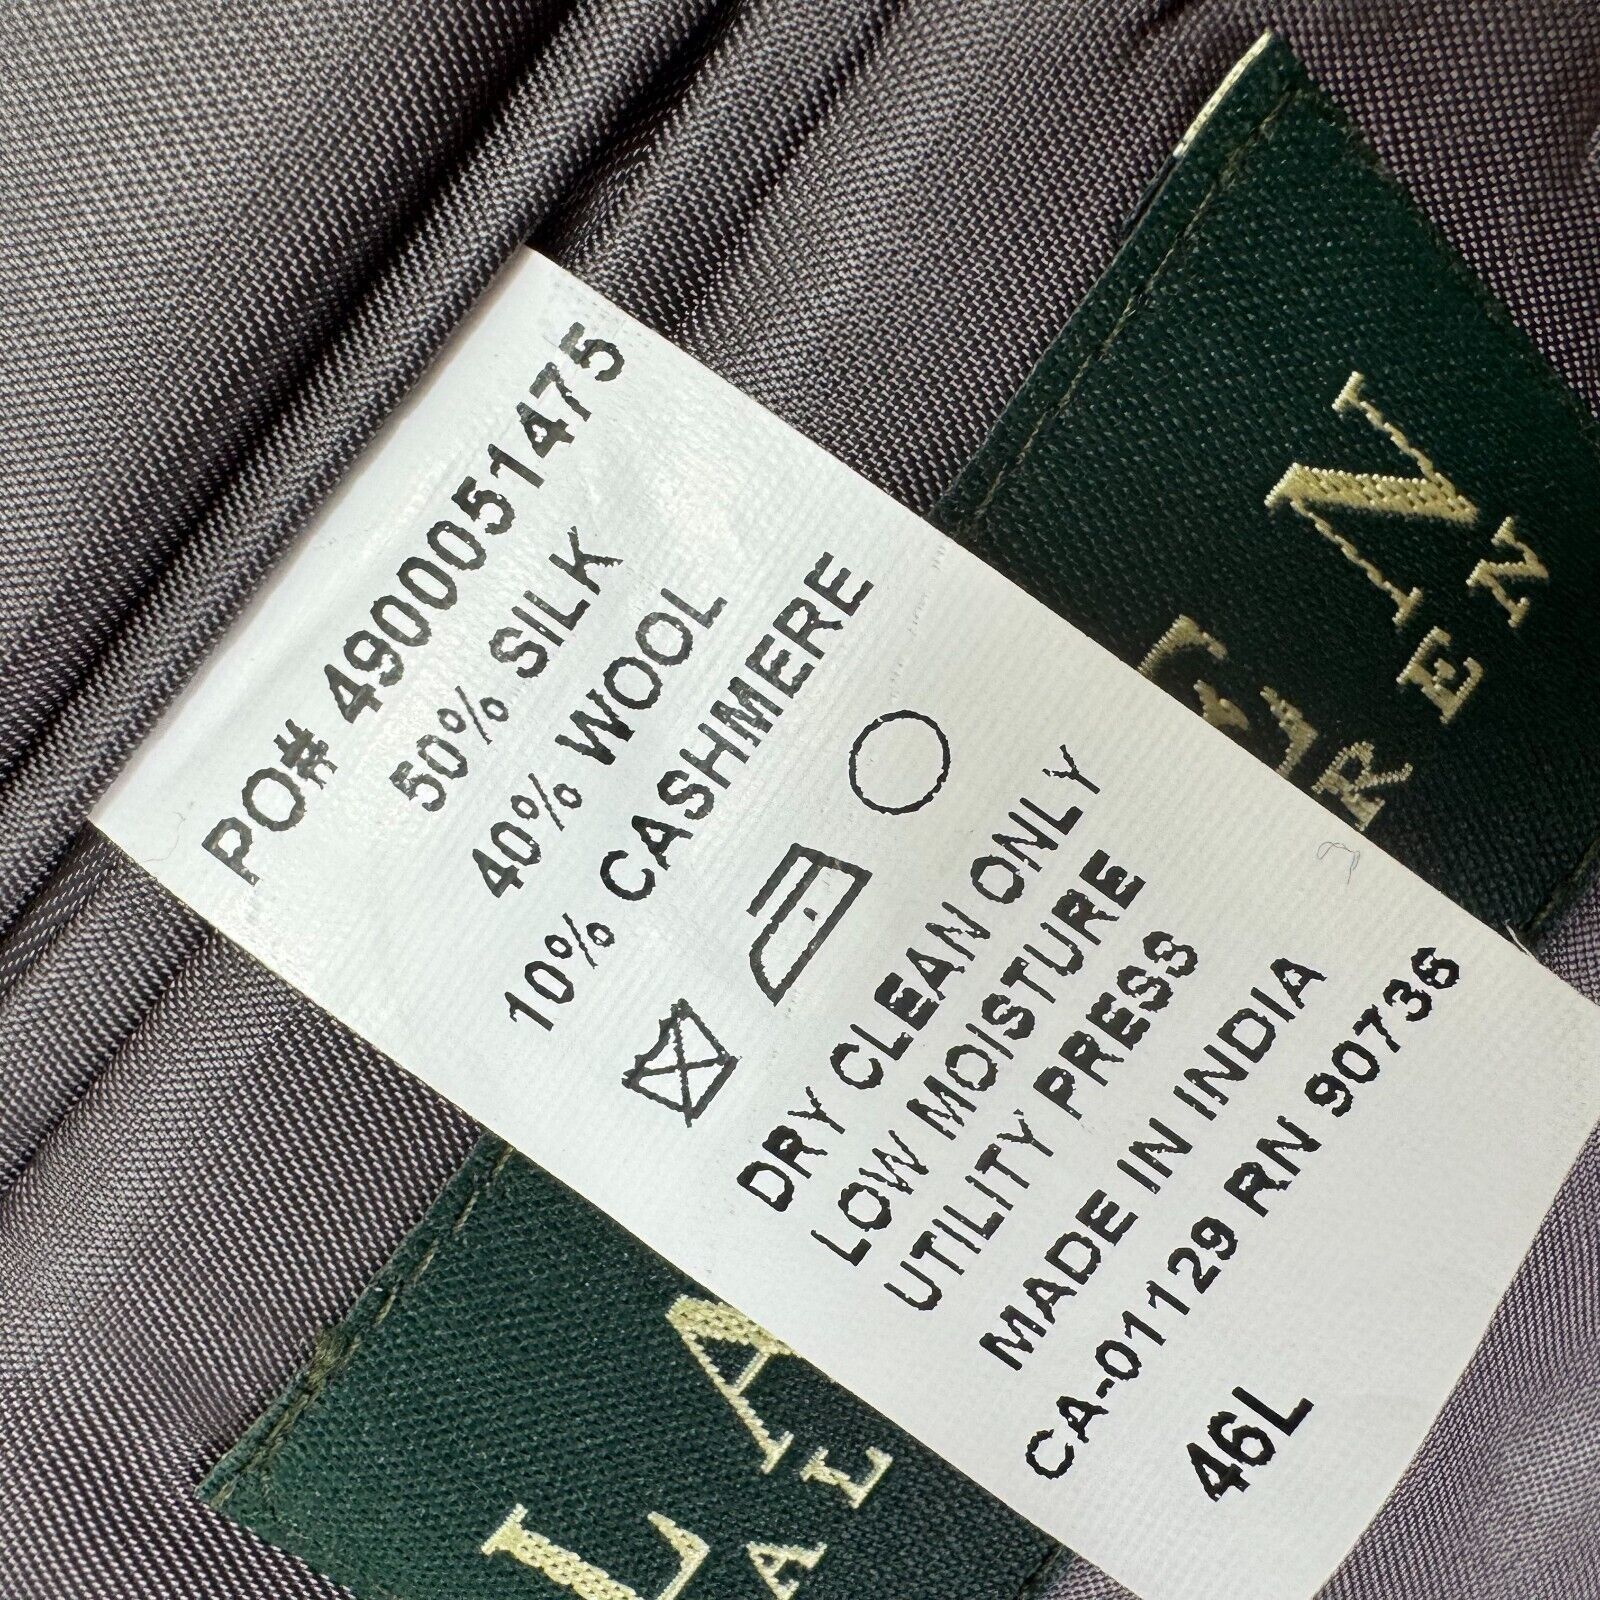 PO# 490051475
50% SILK
40% WOOL
10% CASHMERE
DRY CLEAN ONLY
LOW MOISTURE
UTILITY PRESS
MADE IN INDIA
CA-01129 RN 90736
46L